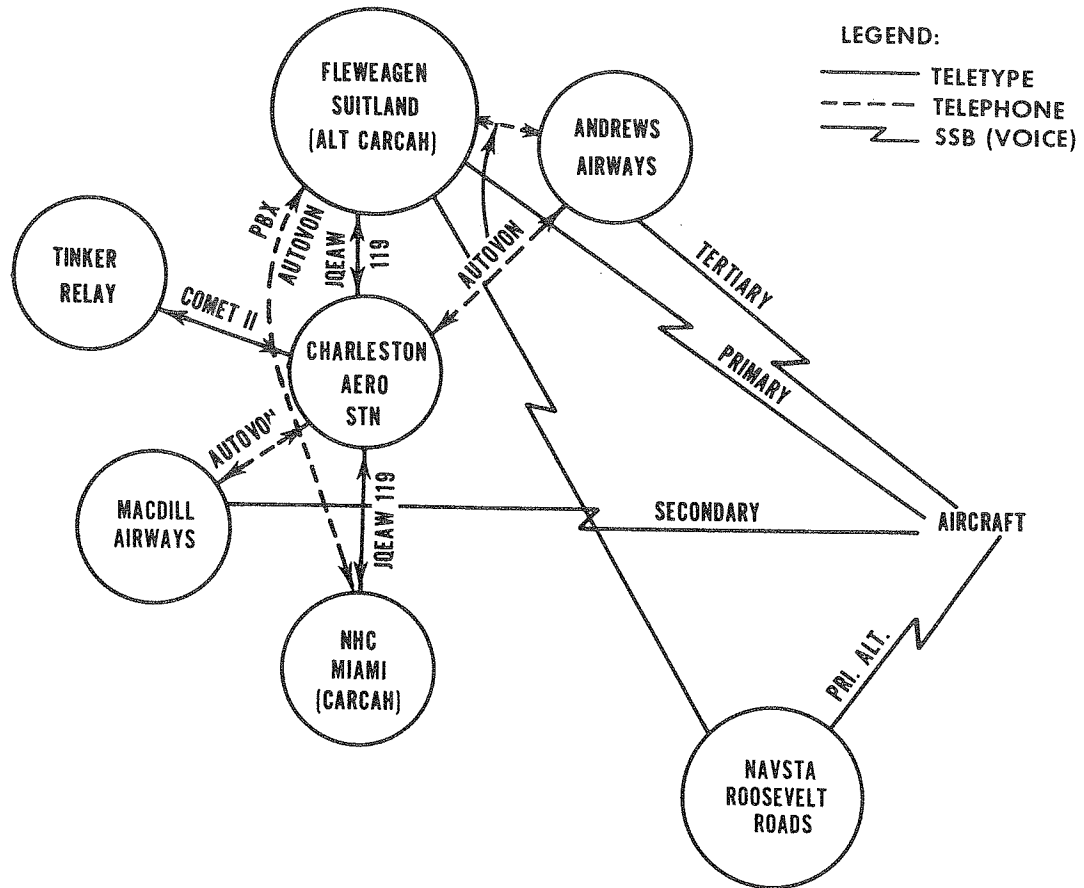 LEGEND:
TELETYPE
TELEPHONE
SSB (VOICE)
FLEWEAGEN
SUITLAND
(ALT CARCAH)
ANDREWS
AIRWAYS
TINKER
RELAY
PBX
AUTOVON
JQEAW
119
AUTOVON
TERTIARY
COMET II
CHARLESTON
AERO
STN
PRIMARY
AUTOVON
MACDILL
AIRWAYS
JQEAW 119
SECONDARY
AIRCRAFT
NHC
MIAMI
(CARCAH)
PRI. ALT.
NAVSTA
ROOSEVELT
ROADS